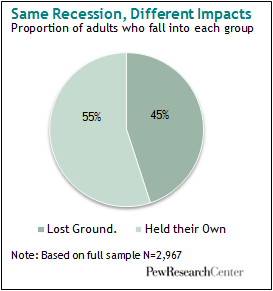 Same Recession, Different Impacts
Proportion of adults who fall into each group
55%
45%
Lost Ground. Held their Own
Note: Based on full sample N=2,967
PewResearchCenter